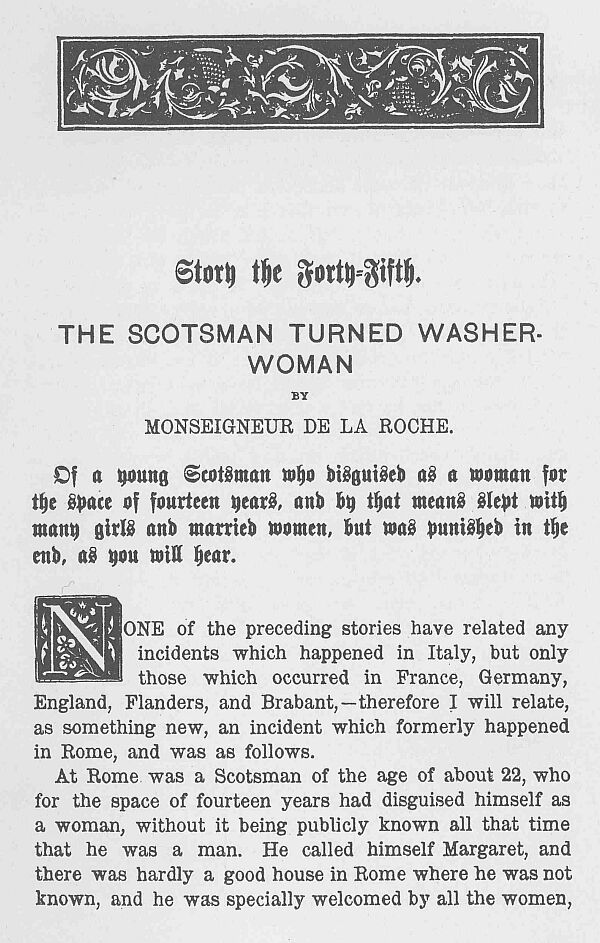 Story the Forty-Fifth.
THE SCOTSMAN TURNED WASHER-
WOMAN
BY
MONSEIGNEUR DE LA ROCHE.
Of a young Scotsman who disguised as a woman for
the space of fourteen years, and by that means slept with
many girls and married women, but was punished in the
end, as you will hear.
NONE of the preceding stories have related any
incidents which happened in Italy, but only
those which occurred in France, Germany,
England, Flanders, and Brabant,—therefore I will relate,
as something new, an incident which formerly happened
in Rome, and was as follows.
At Rome was a Scotsman of the age of about 22, who
for the space of fourteen years had disguised himself as
a woman, without it being publicly known all that time
that he was a man. He called himself Margaret, and
there was hardly a good house in Rome where he was not
known, and he was specially welcomed by all the women,